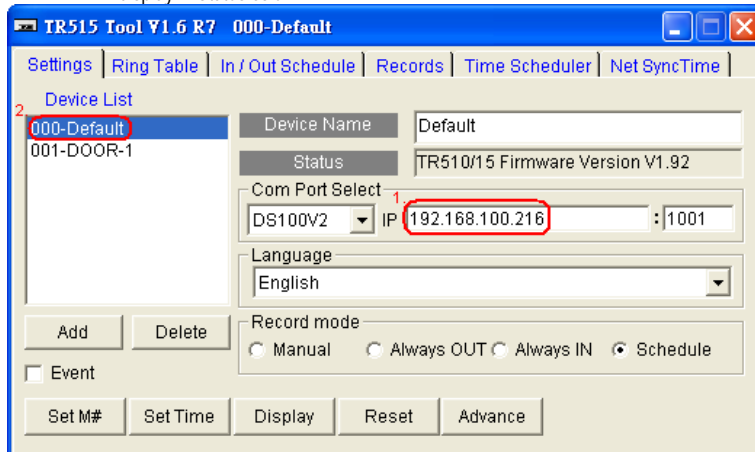 TR515 Tool V1.6 R7 000-Default
Settings Ring Table In / Out Schedule Records Time Scheduler Net SyncTime
Device List
2.
000-Default
001-DOOR-1
Device Name Default
Status TR510/15 Firmware Version V1.92
Com Port Select
1.
DS100V2 IP 192.168.100.216 : 1001
Language
English
Add Delete
Record mode
Manual Always OUT Always IN Schedule
Event
Set M# Set Time Display Reset Advance